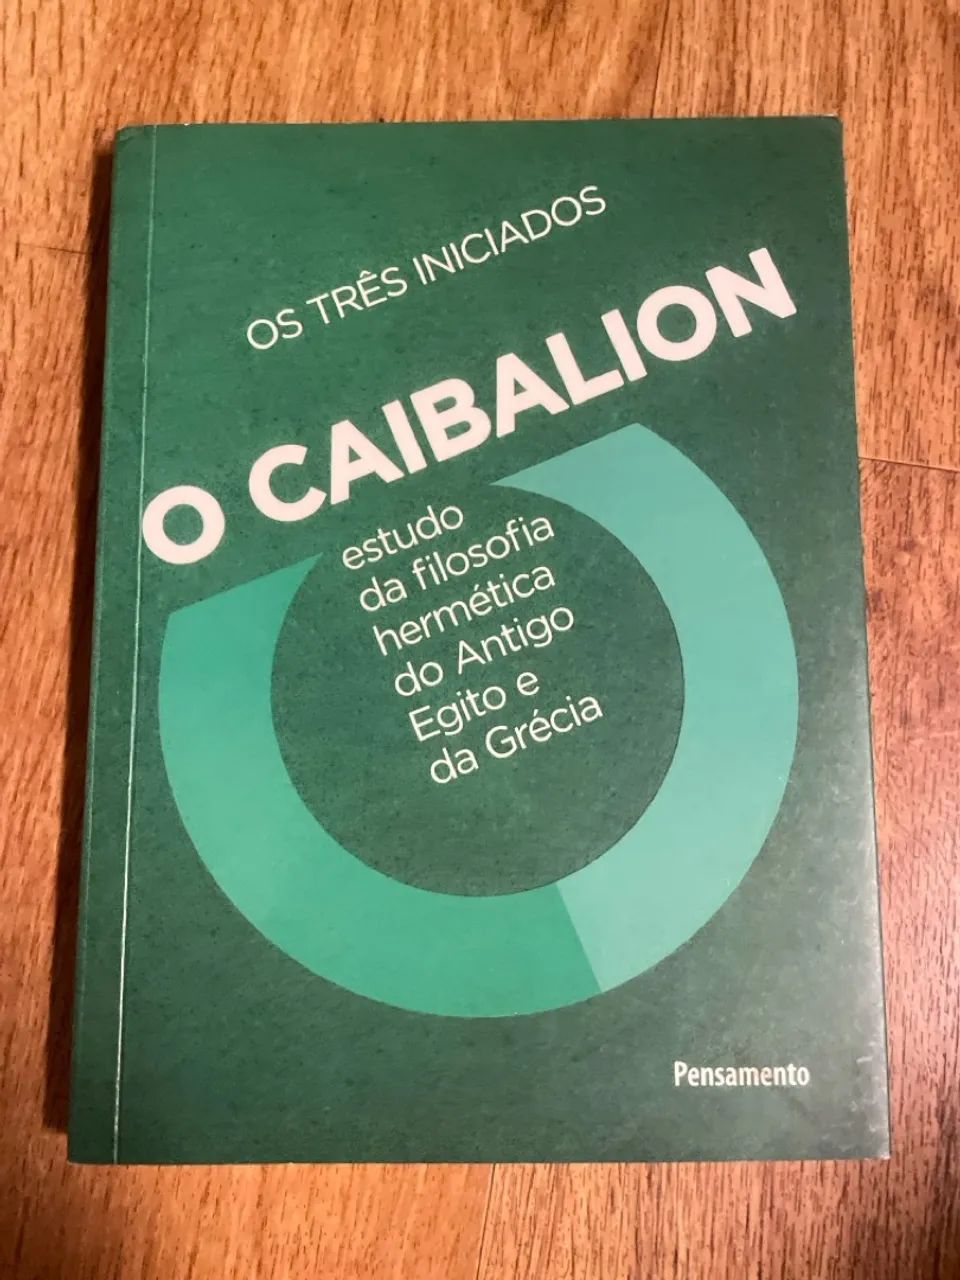 OS TRÊS INICIADOS
O CAIBALION
estudo
da filosofia
hermética
do Antigo
Egito e
da Grécia
Pensamento